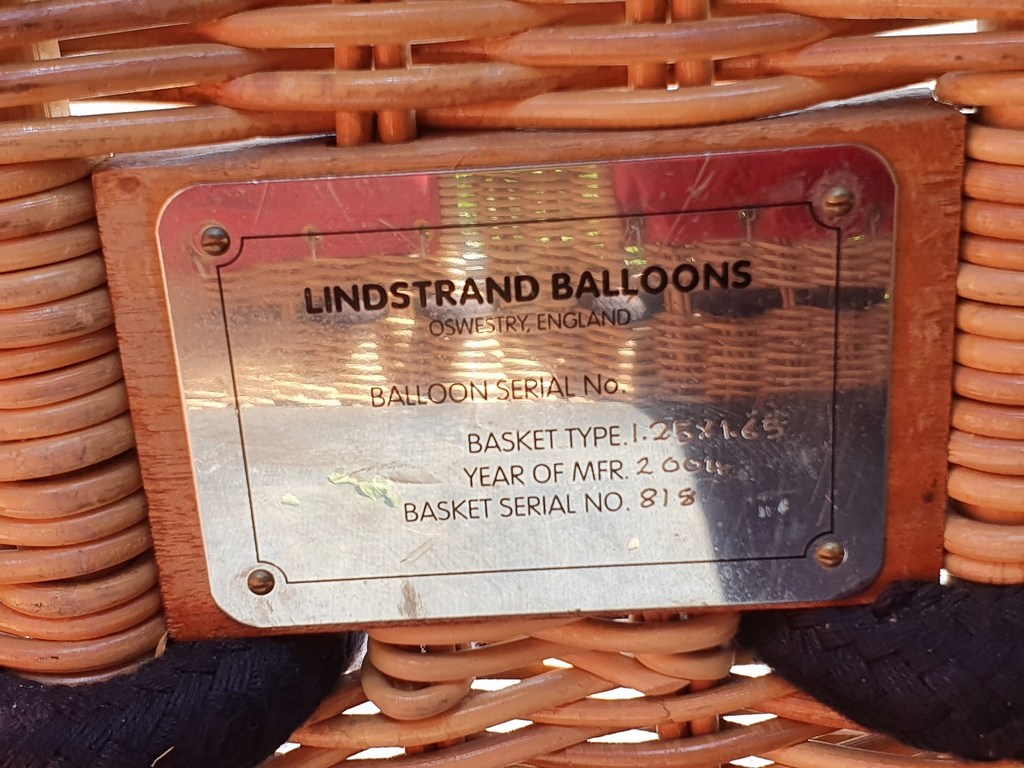 LINDSTRAND BALLOONS
OSWESTRY, ENGLAND
BALLOON SERIAL No.
BASKET TYPE. 1.25X1.65
YEAR OF MFR. 2001
BASKET SERIAL NO. 818